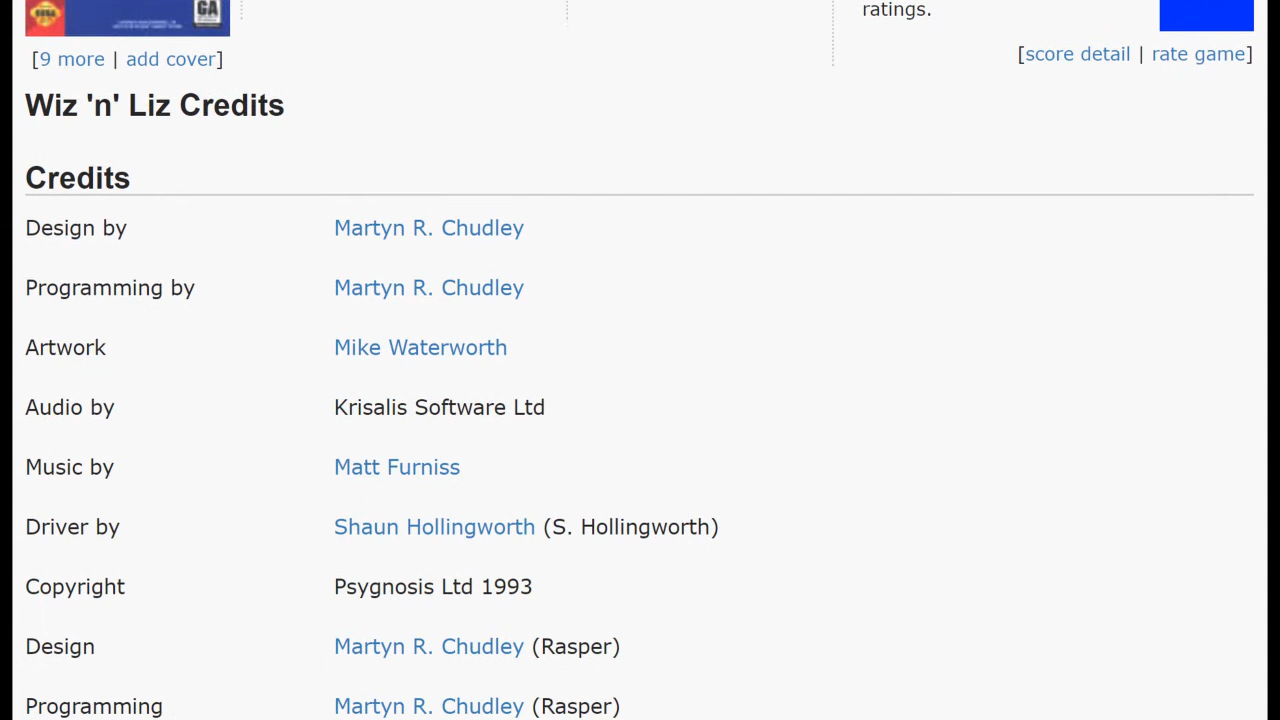 GA
ratings.
[9 more | add cover]
[score detail | rate game]
Wiz 'n' Liz Credits
Credits
Design by Martyn R. Chudley
Programming by Martyn R. Chudley
Artwork Mike Waterworth
Audio by Krisalis Software Ltd
Music by Matt Furniss
Driver by Shaun Hollingworth (S. Hollingworth)
Copyright Psygnosis Ltd 1993
Design Martyn R. Chudley (Rasper)
Programming Martyn R. Chudley (Rasper)